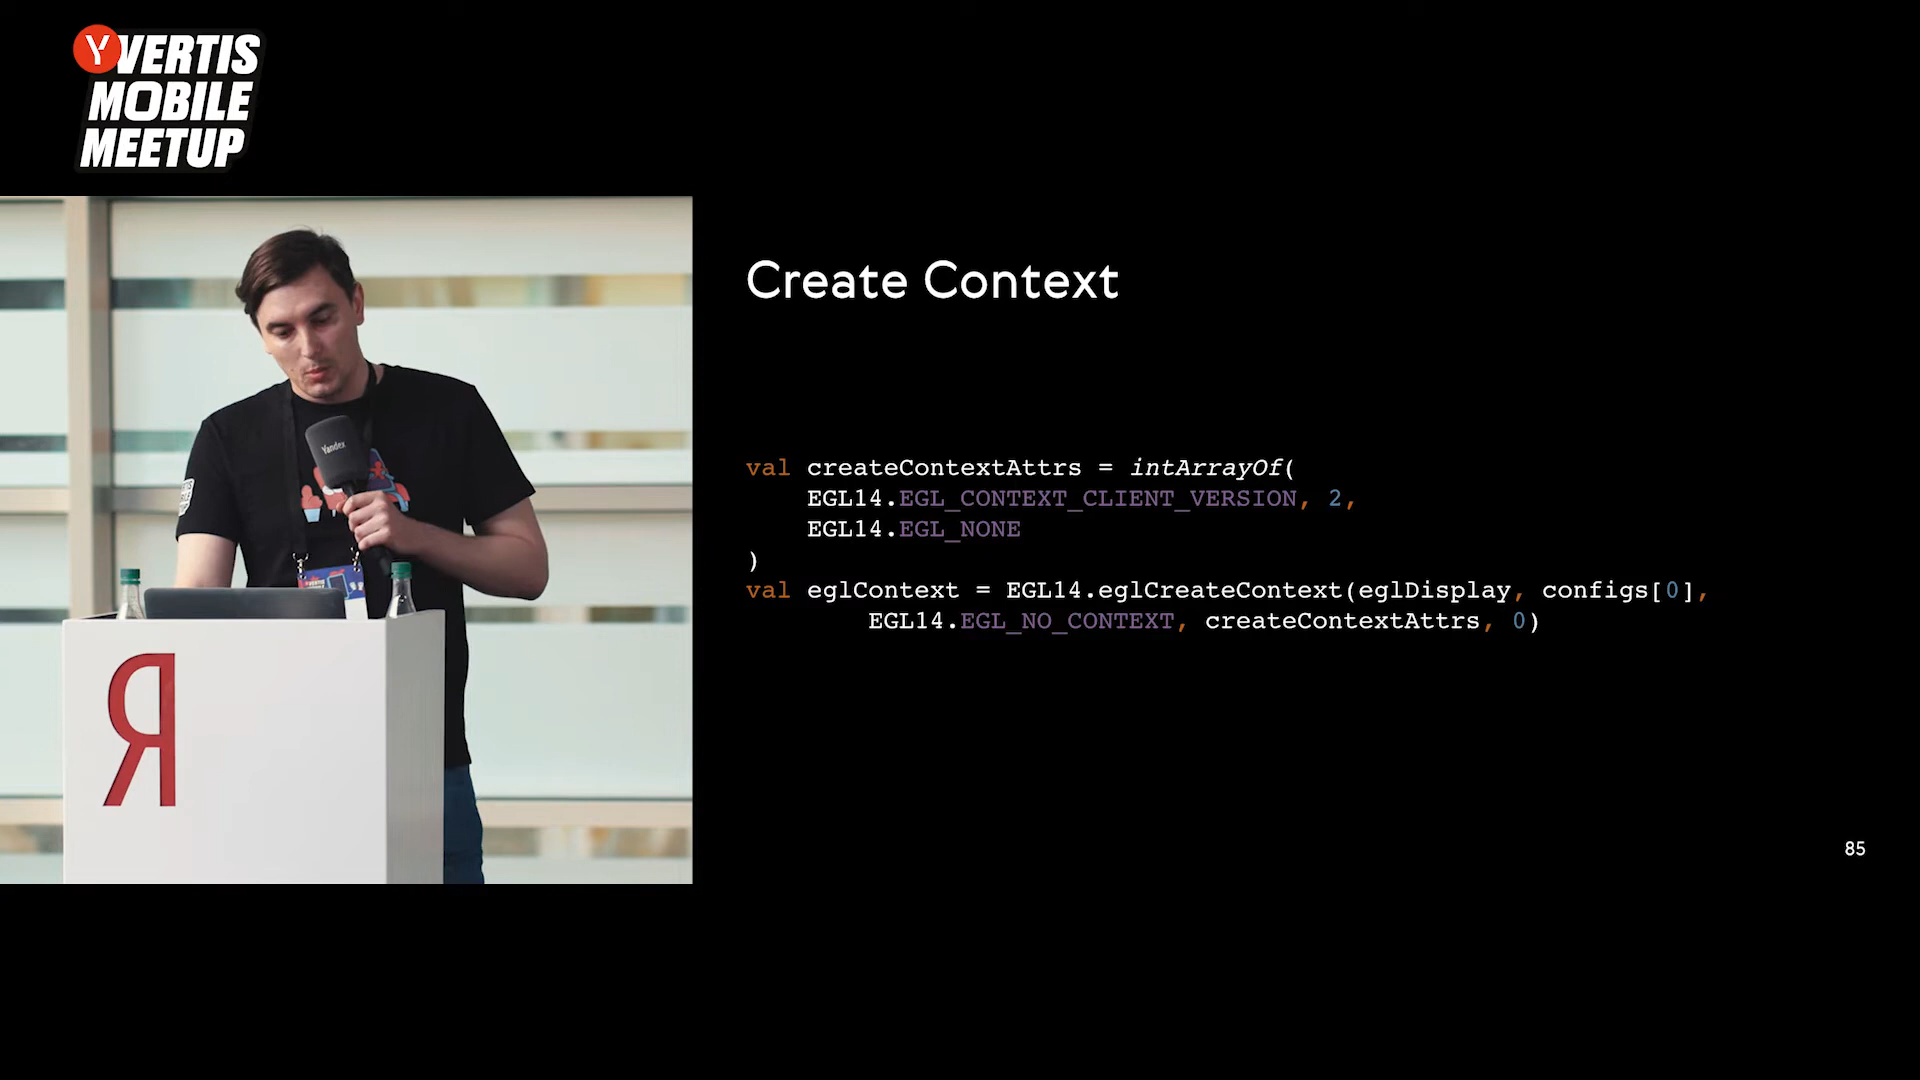 Y VERTIS
MOBILE
MEETUP
Yandex
Я
Create Context
val createContextAttrs = intArrayOf(
    EGL14.EGL_CONTEXT_CLIENT_VERSION, 2,
    EGL14.EGL_NONE
)
val eglContext = EGL14.eglCreateContext(eglDisplay, configs[0],
        EGL14.EGL_NO_CONTEXT, createContextAttrs, 0)
85